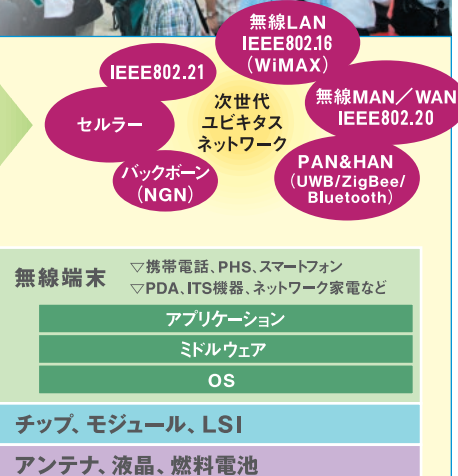 無線LAN
IEEE802.16
（WiMAX）
IEEE802.21
次世代
ユビキタス
ネットワーク
無線MAN／WAN
IEEE802.20
セルラー
バックボーン
（NGN）
PAN&HAN
（UWB/ZigBee/
Bluetooth）
無線端末
▽携帯電話、PHS、スマートフォン
▽PDA、ITS機器、ネットワーク家電など
アプリケーション
ミドルウェア
OS
チップ、モジュール、LSI
アンテナ、液晶、燃料電池